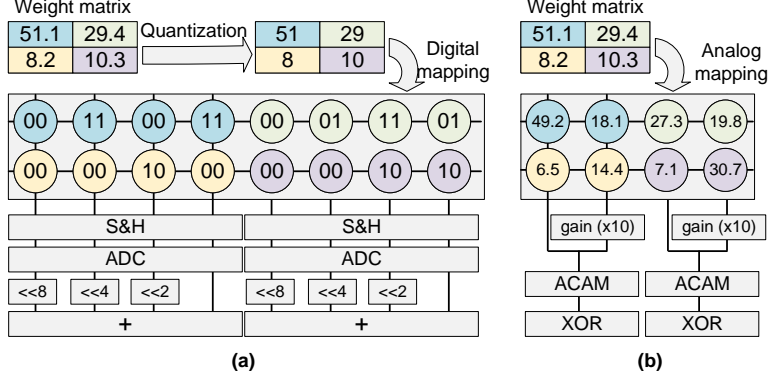 Weight matrix
51.1 29.4
8.2 10.3
Quantization
51 29
8 10
Digital
mapping
00 11 00 11 00 01 11 01
00 00 10 00 00 00 10 10
S&H S&H
ADC ADC
<<8 <<4 <<2 <<8 <<4 <<2
+ +
(a)
Weight matrix
51.1 29.4
8.2 10.3
Analog
mapping
49.2 18.1 27.3 19.8
6.5 14.4 7.1 30.7
gain (x10) gain (x10)
ACAM ACAM
XOR XOR
(b)